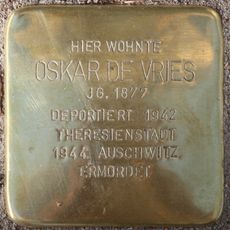 HIER WOHNTE
OSKAR DE VRIES
JG. 1877
DEPORTIERT 1942
THERESIENSTADT
1944 AUSCHWITZ
ERMORDET